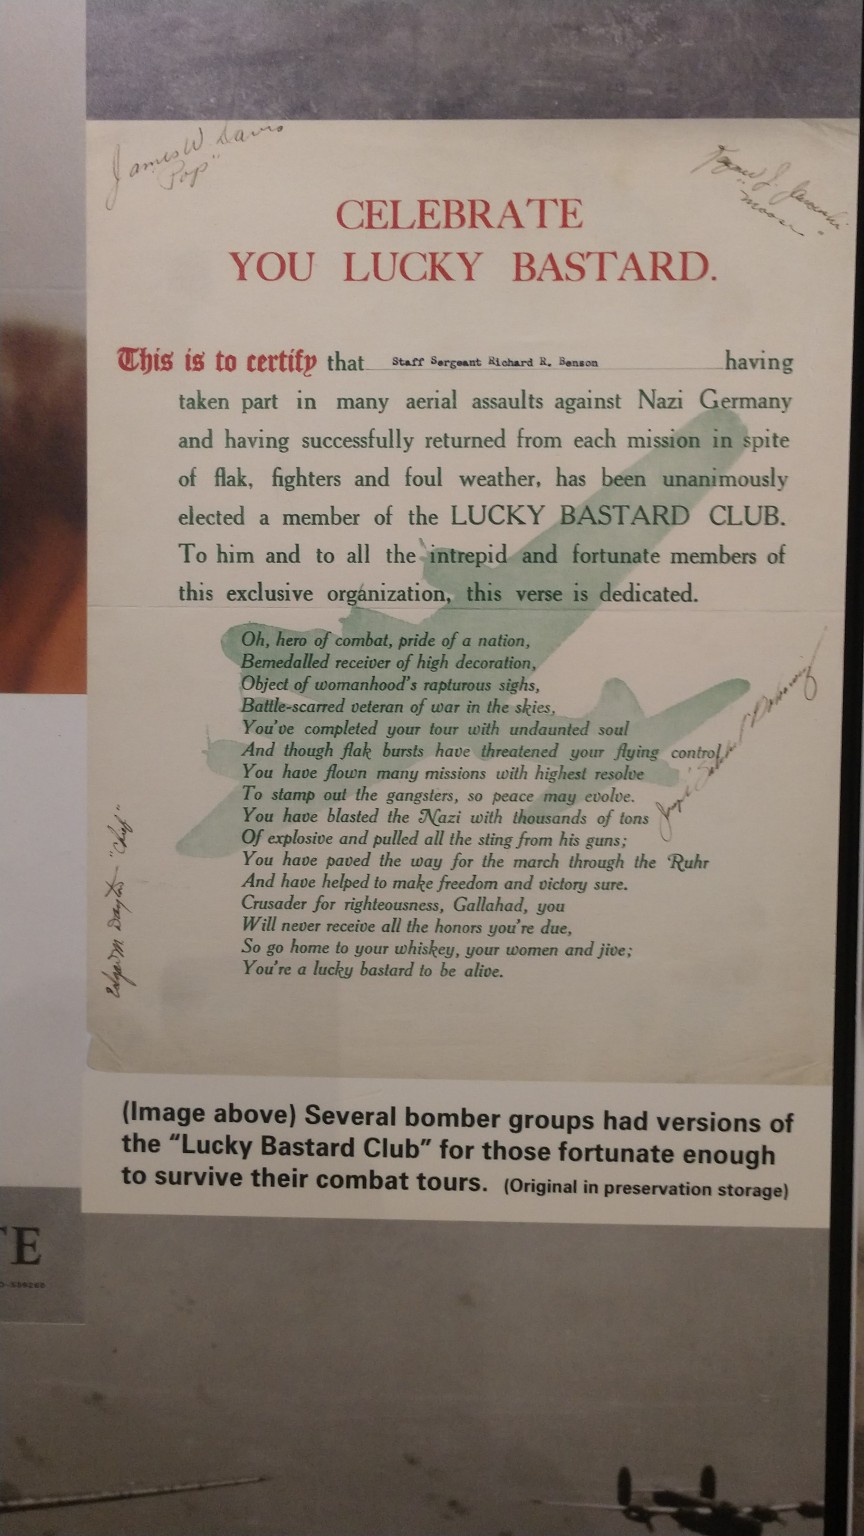 James W Davis
"Pop"
"Moose"
CELEBRATE
YOU LUCKY BASTARD.
This is to certify that Staff Sergeant Richard R. Benson having
taken part in many aerial assaults against Nazi Germany
and having successfully returned from each mission in spite
of flak, fighters and foul weather, has been unanimously
elected a member of the LUCKY BASTARD CLUB.
To him and to all the intrepid and fortunate members of
this exclusive organization, this verse is dedicated.
Oh, hero of combat, pride of a nation,
Bemedalled receiver of high decoration,
Object of womanhood's rapturous sighs,
Battle-scarred veteran of war in the skies,
You've completed your tour with undaunted soul
And though flak bursts have threatened your flying control,
You have flown many missions with highest resolve
To stamp out the gangsters, so peace may evolve.
You have blasted the Nazi with thousands of tons
Of explosive and pulled all the sting from his guns;
You have paved the way for the march through the Ruhr
And have helped to make freedom and victory sure.
Crusader for righteousness, Gallahad, you
Will never receive all the honors you're due,
So go home to your whiskey, your women and jive;
You're a lucky bastard to be alive.
Edgar M "Chief"
(Image above) Several bomber groups had versions of
the "Lucky Bastard Club" for those fortunate enough
to survive their combat tours. (Original in preservation storage)
TE